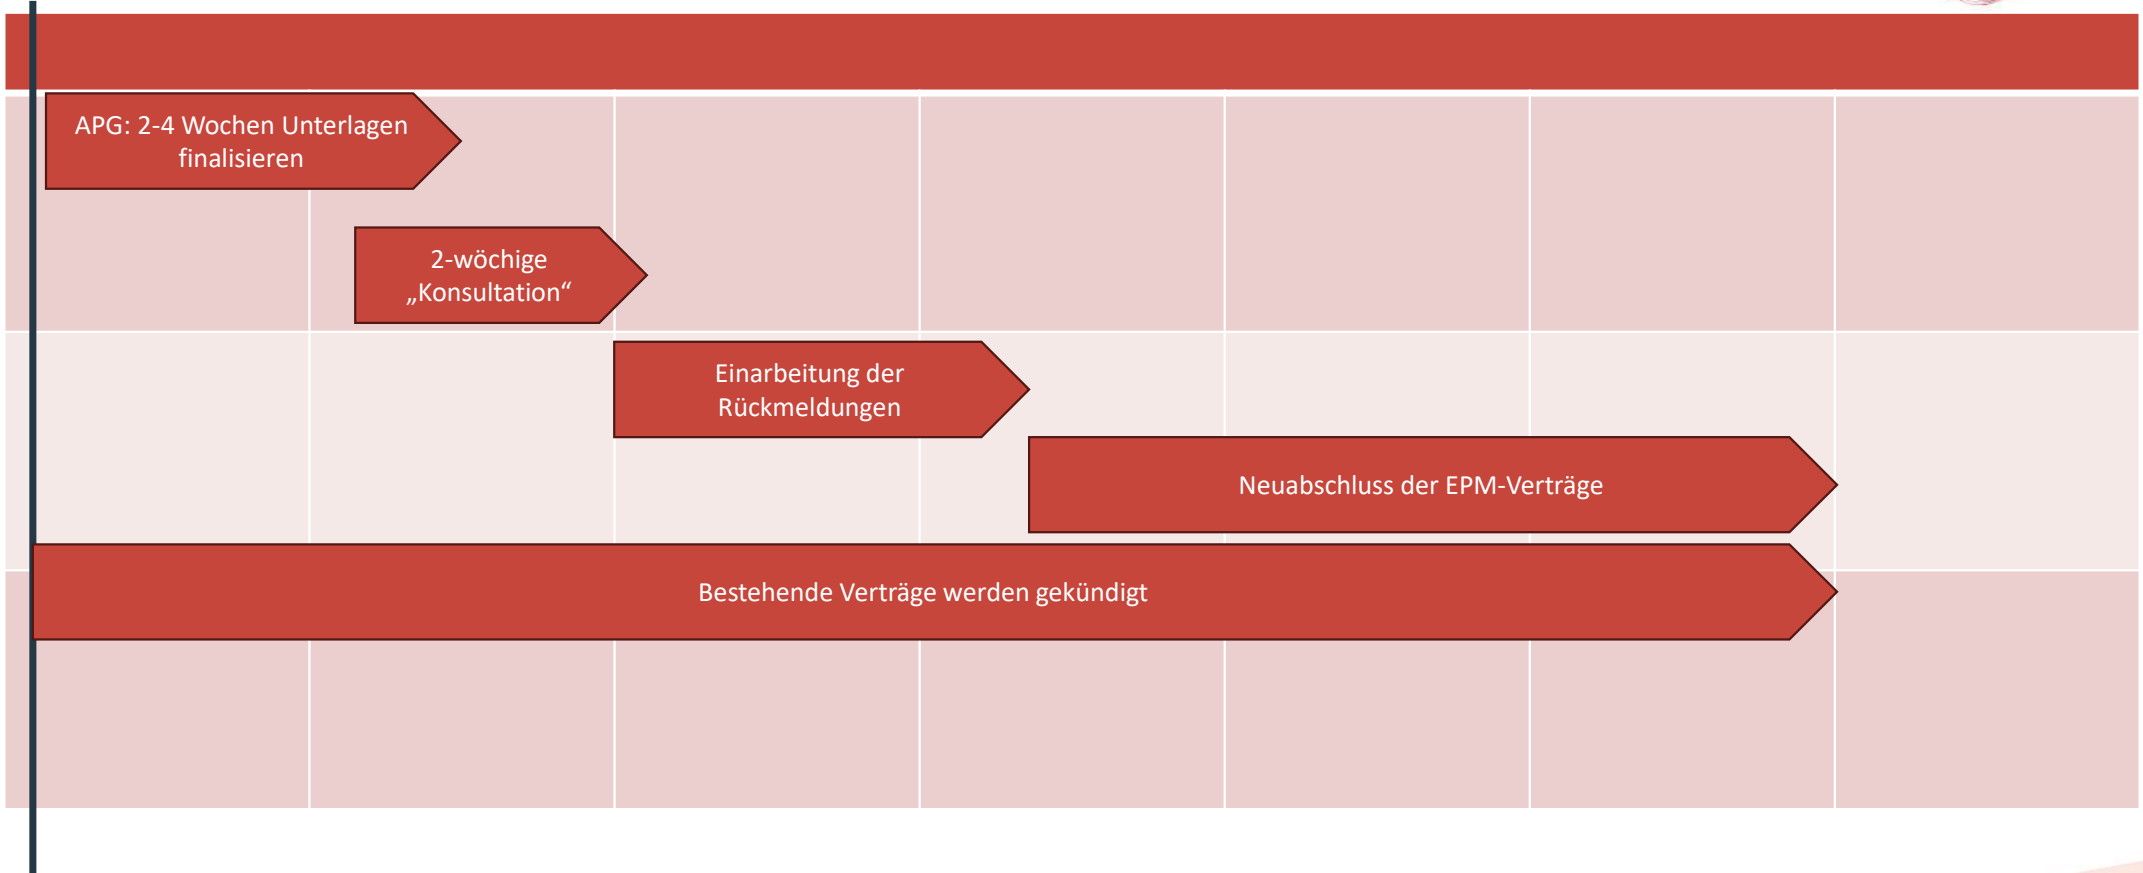 APG: 2-4 Wochen Unterlagen
finalisieren
2-wöchige
„Konsultation“
Einarbeitung der
Rückmeldungen
Neuabschluss der EPM-Verträge
Bestehende Verträge werden gekündigt